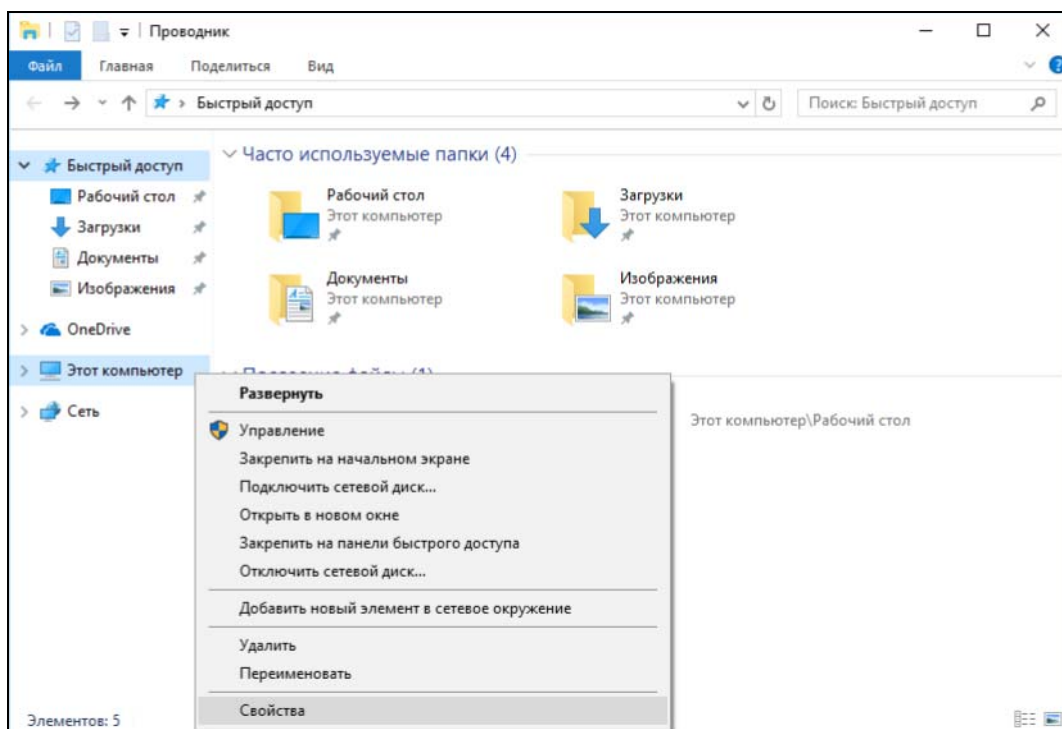 Проводник
Файл Главная Поделиться Вид
Быстрый доступ Поиск: Быстрый доступ
Быстрый доступ
Рабочий стол
Загрузки
Документы
Изображения
OneDrive
Этот компьютер
Сеть
Часто используемые папки (4)
Рабочий стол
Этот компьютер
Загрузки
Этот компьютер
Документы
Этот компьютер
Изображения
Этот компьютер
Последние файлы (1)
Этот компьютер\Рабочий стол
Развернуть
Управление
Закрепить на начальном экране
Подключить сетевой диск...
Открыть в новом окне
Закрепить на панели быстрого доступа
Отключить сетевой диск...
Добавить новый элемент в сетевое окружение
Удалить
Переименовать
Свойства
Элементов: 5